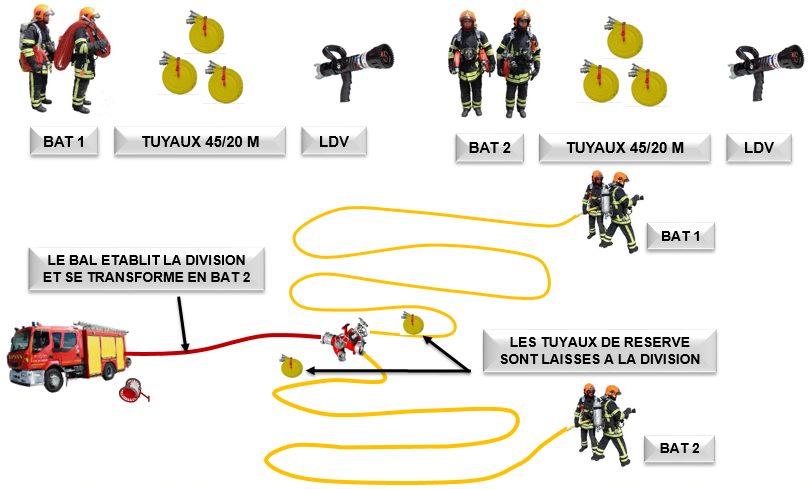 BAT 1
TUYAUX 45/20 M
LDV
BAT 2
TUYAUX 45/20 M
LDV
BAT 1
LE BAL ETABLIT LA DIVISION
ET SE TRANSFORME EN BAT 2
LES TUYAUX DE RESERVE
SONT LAISSES A LA DIVISION
BAT 2